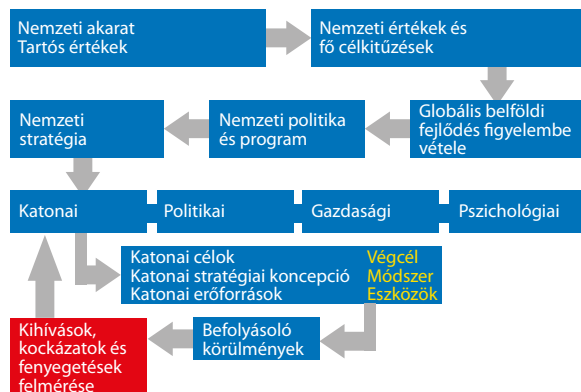 Nemzeti akarat
Tartós értékek
Nemzeti értékek és
fő célkitűzések
Nemzeti
stratégia
Nemzeti politika
és program
Globális belföldi
fejlődés figyelembe
vétele
Katonai
Politikai
Gazdasági
Pszichológiai
Katonai célok Végcél
Katonai stratégiai koncepció Módszer
Katonai erőforrások Eszközök
Kihívások,
kockázatok és
fenyegetések
felmérése
Befolyásoló
körülmények